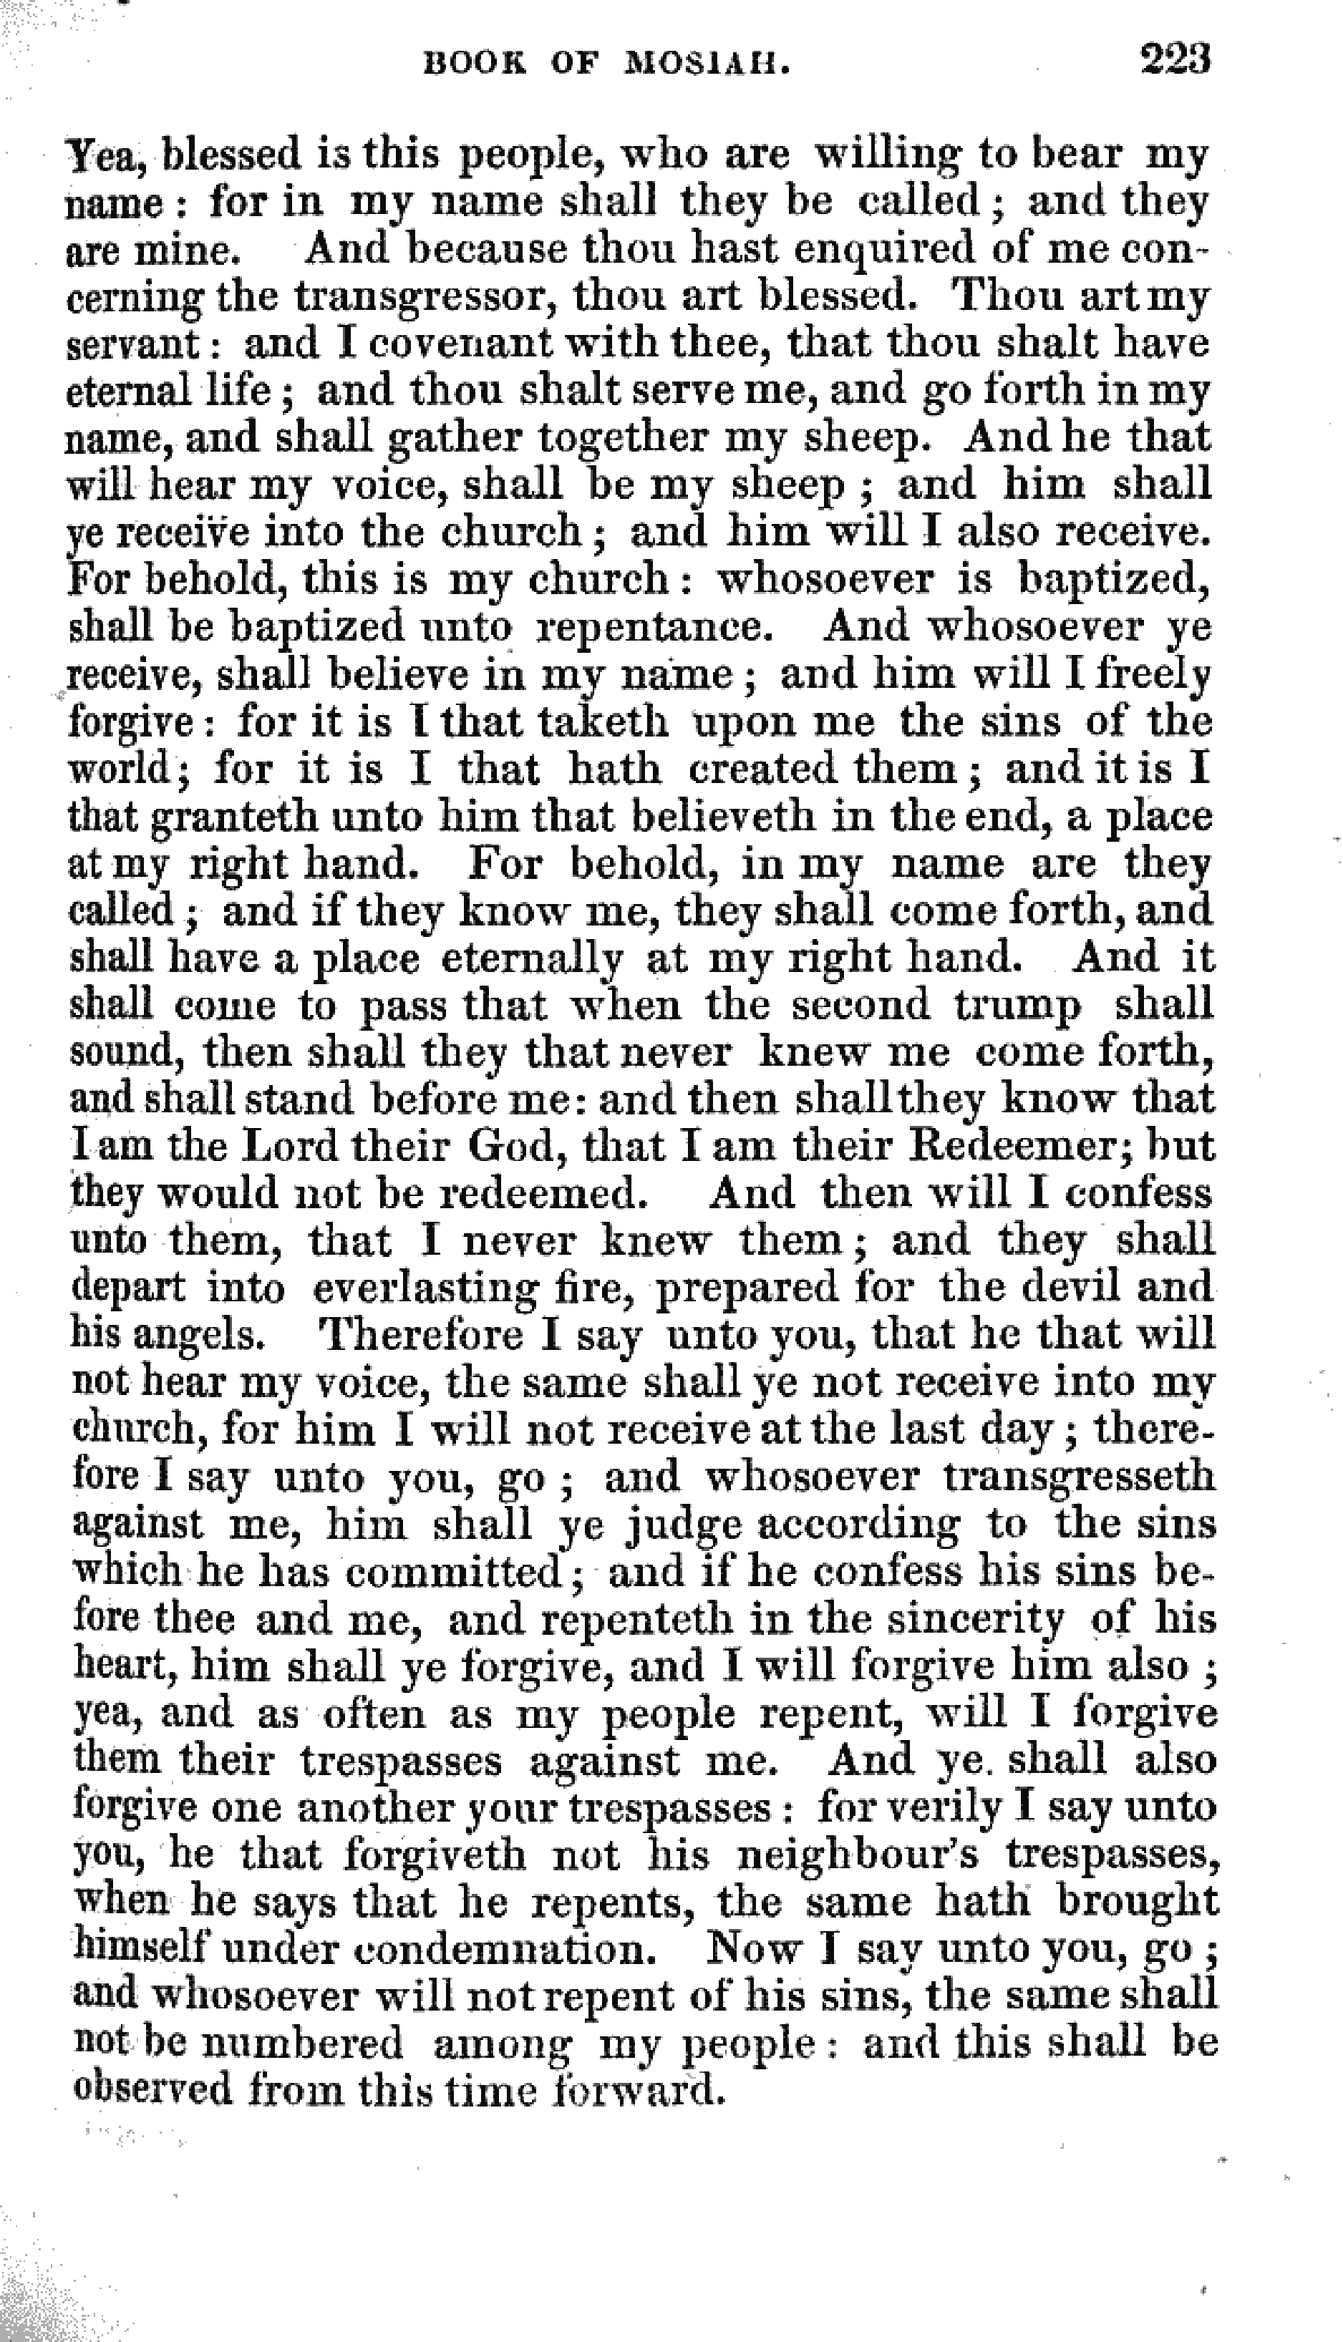 BOOK OF MOSIAH. 223
Yea, blessed is this people, who are willing to bear my
name : for in my name shall they be called ; and they
are mine. And because thou hast enquired of me con-
cerning the transgressor, thou art blessed. Thou art my
servant : and I covenant with thee, that thou shalt have
eternal life ; and thou shalt serve me, and go forth in my
name, and shall gather together my sheep. And he that
will hear my voice, shall be my sheep ; and him shall
ye receive into the church ; and him will I also receive.
For behold, this is my church : whosoever is baptized,
shall be baptized unto repentance. And whosoever ye
receive, shall believe in my name ; and him will I freely
forgive : for it is I that taketh upon me the sins of the
world; for it is I that hath created them ; and it is I
that granteth unto him that believeth in the end, a place
at my right hand. For behold, in my name are they
called ; and if they know me, they shall come forth, and
shall have a place eternally at my right hand. And it
shall come to pass that when the second trump shall
sound, then shall they that never knew me come forth,
and shall stand before me: and then shall they know that
I am the Lord their God, that I am their Redeemer; but
they would not be redeemed. And then will I confess
unto them, that I never knew them ; and they shall
depart into everlasting fire, prepared for the devil and
his angels. Therefore I say unto you, that he that will
not hear my voice, the same shall ye not receive into my
church, for him I will not receive at the last day ; there-
fore I say unto you, go ; and whosoever transgresseth
against me, him shall ye judge according to the sins
which he has committed ; and if he confess his sins be-
fore thee and me, and repenteth in the sincerity of his
heart, him shall ye forgive, and I will forgive him also ;
yea, and as often as my people repent, will I forgive
them their trespasses against me. And ye shall also
forgive one another your trespasses : for verily I say unto
you, he that forgiveth not his neighbour's trespasses,
when he says that he repents, the same hath brought
himself under condemnation. Now I say unto you, go ;
and whosoever will not repent of his sins, the same shall
not be numbered among my people : and this shall be
observed from this time forward.